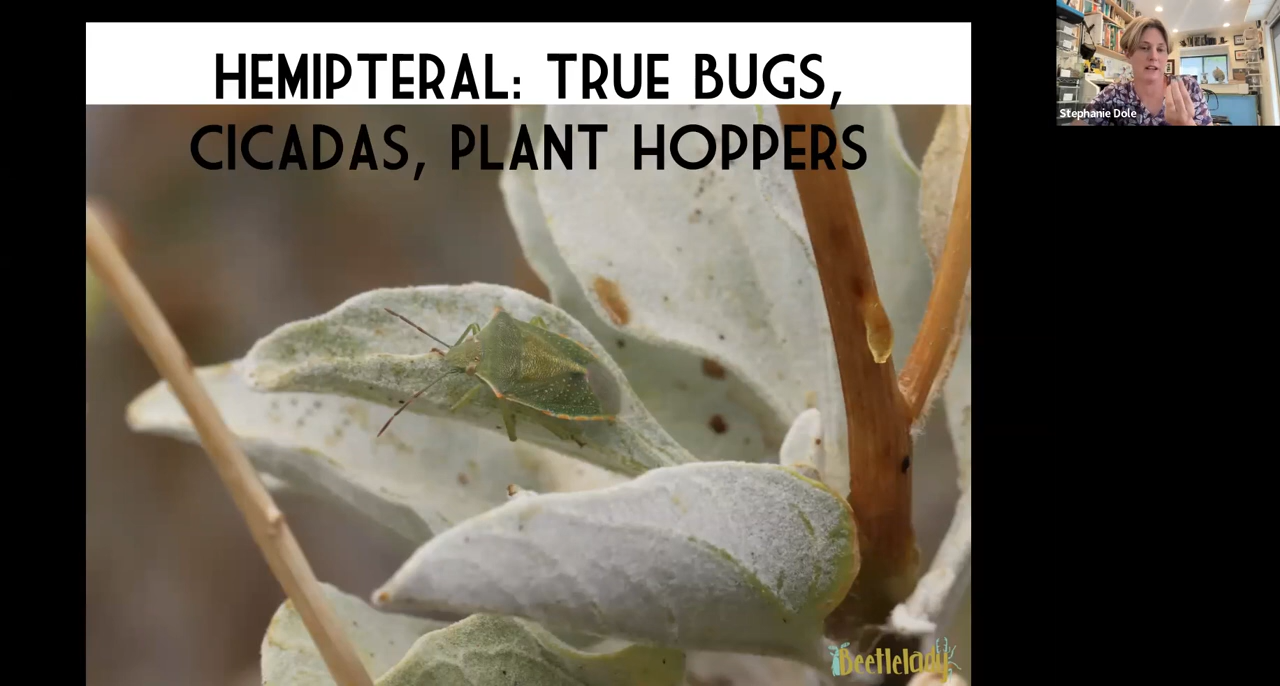 HEMIPTERAL: TRUE BUGS,
CICADAS, PLANT HOPPERS
Stephanie Dole
Beetlelady